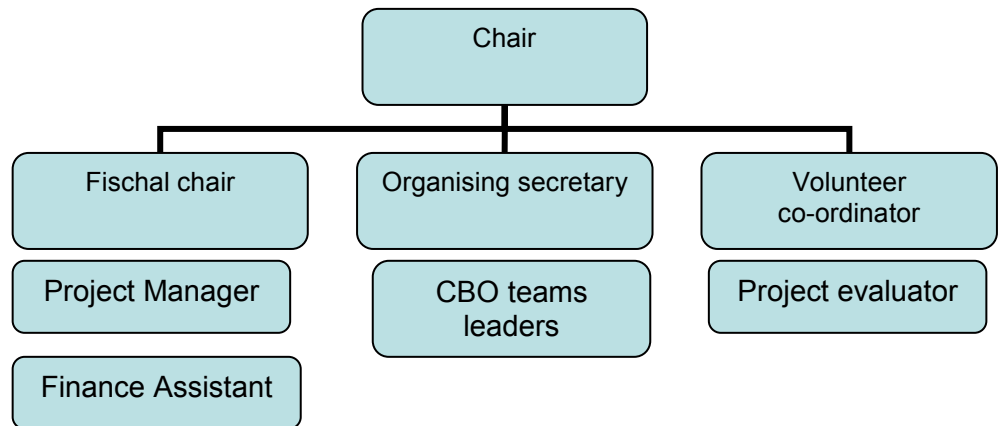 Chair
Fischal chair
Organising secretary
Volunteer
co-ordinator
Project Manager
CBO teams
leaders
Project evaluator
Finance Assistant